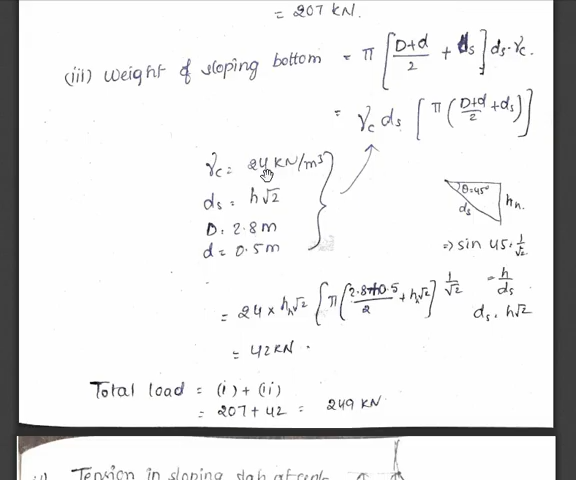 = 207 KN.
(iii) Weight of sloping bottom = π [ D+d/2 + ds ] ds·γc.
= γc ds [ π ( D+d/2 + ds ) ]
γc = 24 KN/m³
ds = h√2
D = 2.8m
d = 0.5m
θ=45°
ds
hn.
=> sin 45 · 1/√2
= h/ds
ds · h√2
= 24 × hn√2 [ π ( 2.8+0.5/2 + h√2 ) ] 1/√2
= 42 KN .
Total load = (i) + (ii)
= 207 + 42 = 249 KN
Tension in sloping slab at